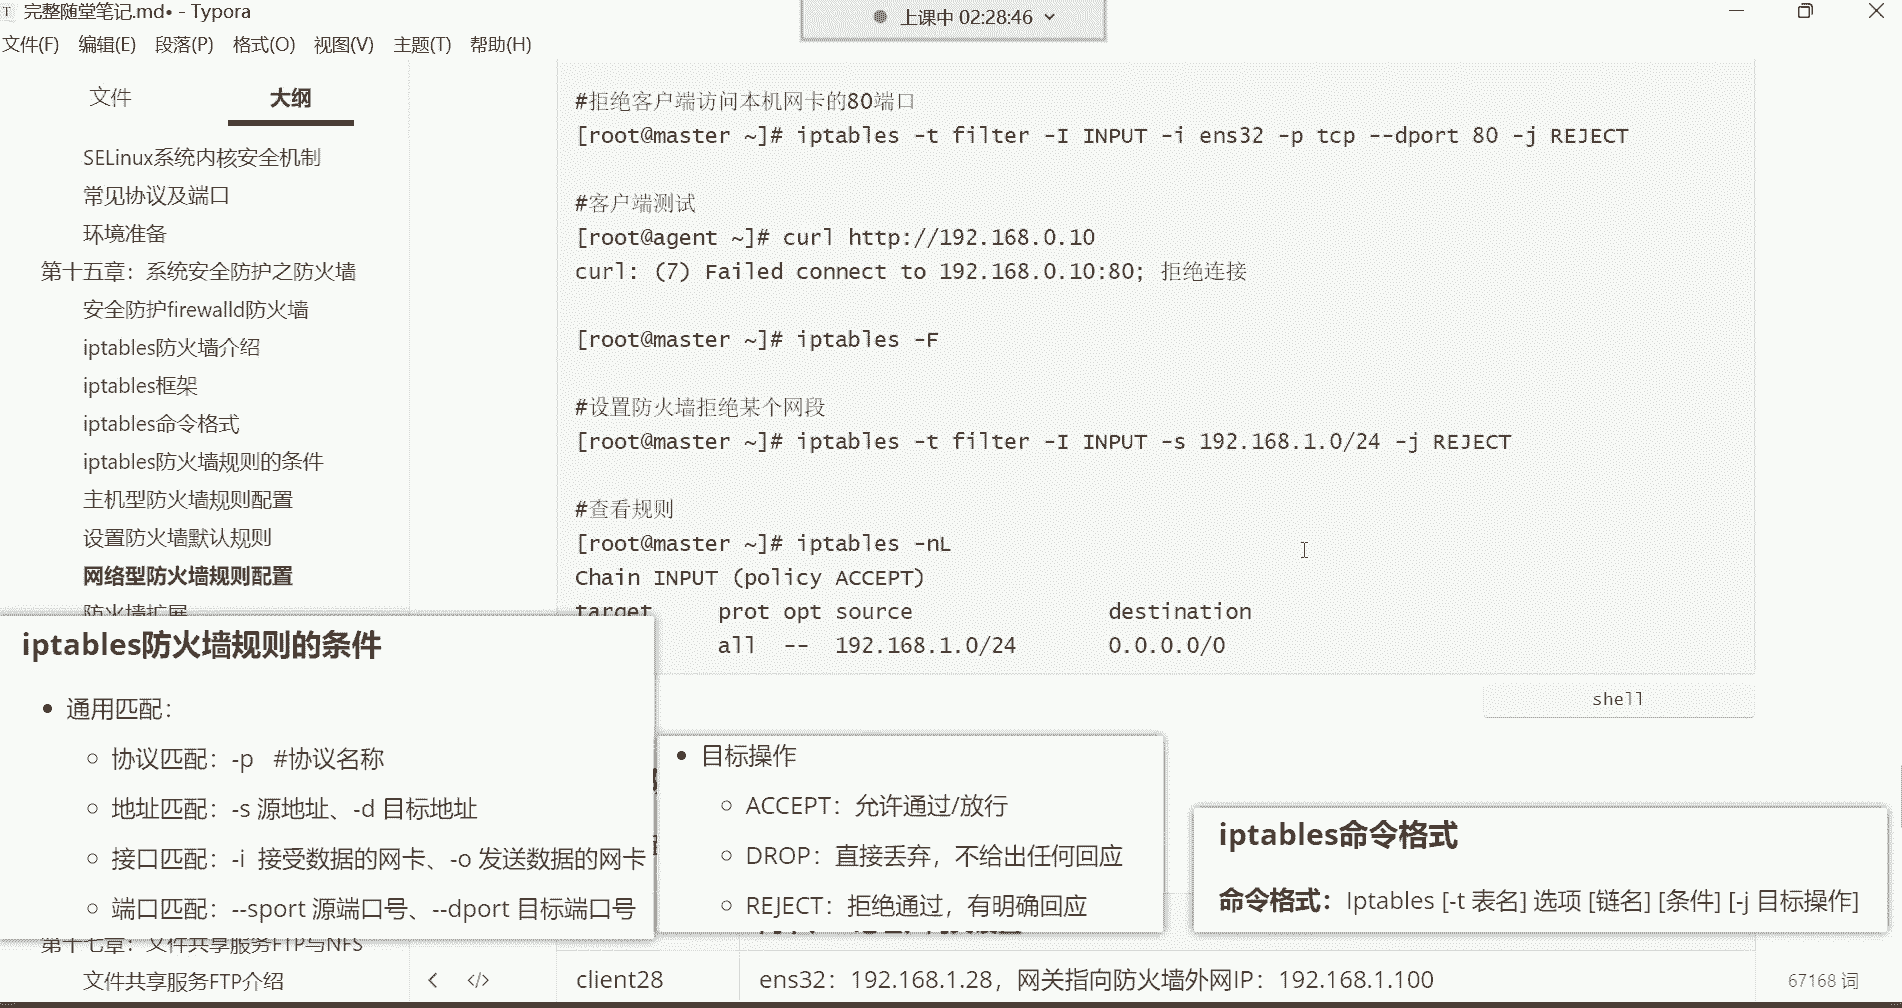 完整随堂笔记.md• - Typora
上课中 02:28:46
文件(F) 编辑(E) 段落(P) 格式(O) 视图(V) 主题(T) 帮助(H)
文件 大纲
SELinux系统内核安全机制
常见协议及端口
环境准备
第十五章：系统安全防护之防火墙
安全防护firewalld防火墙
iptables防火墙介绍
iptables框架
iptables命令格式
iptables防火墙规则的条件
主机型防火墙规则配置
设置防火墙默认规则
网络型防火墙规则配置
防火墙扩展
#拒绝客户端访问本机网卡的80端口
[root@master ~]# iptables -t filter -I INPUT -i ens32 -p tcp --dport 80 -j REJECT
#客户端测试
[root@agent ~]# curl http://192.168.0.10
curl: (7) Failed connect to 192.168.0.10:80; 拒绝连接
[root@master ~]# iptables -F
#设置防火墙拒绝某个网段
[root@master ~]# iptables -t filter -I INPUT -s 192.168.1.0/24 -j REJECT
#查看规则
[root@master ~]# iptables -nL
Chain INPUT (policy ACCEPT)
target prot opt source destination
all -- 192.168.1.0/24 0.0.0.0/0
shell
iptables防火墙规则的条件
• 通用匹配：
○ 协议匹配：-p #协议名称
○ 地址匹配：-s 源地址、-d 目标地址
○ 接口匹配：-i 接受数据的网卡、-o 发送数据的网卡
○ 端口匹配：--sport 源端口号、--dport 目标端口号
• 目标操作
○ ACCEPT：允许通过/放行
○ DROP：直接丢弃，不给出任何回应
○ REJECT：拒绝通过，有明确回应
iptables命令格式
命令格式：Iptables [-t 表名] 选项 [链名] [条件] [-j 目标操作]
第十七章：文件共享服务FTP与NFS
文件共享服务FTP介绍
client28 ens32：192.168.1.28，网关指向防火墙外网IP：192.168.1.100
67168 词